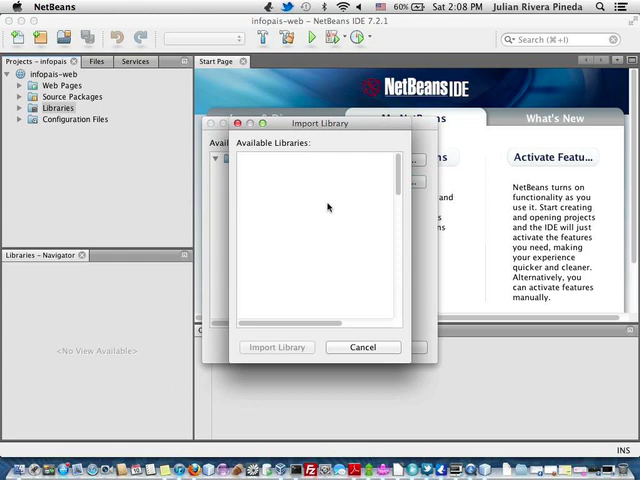 NetBeans
60%
Sat 2:08 PM
Julian Rivera Pineda
infopais-web – NetBeans IDE 7.2.1
Search (⌘+I)
Projects – infopais
Files
Services
Start Page
infopais-web
Web Pages
Source Packages
Libraries
Configuration Files
NetBeans IDE
What's New
Import Library
Available Libraries:
Activate Featu...
NetBeans turns on
functionality as you
use it. Start creating
and opening projects
and the IDE will just
activate the features
you need, making
your experience
quicker and cleaner.
Alternatively, you
can activate features
manually.
Libraries – Navigator
<No View Available>
Import Library
Cancel
INS